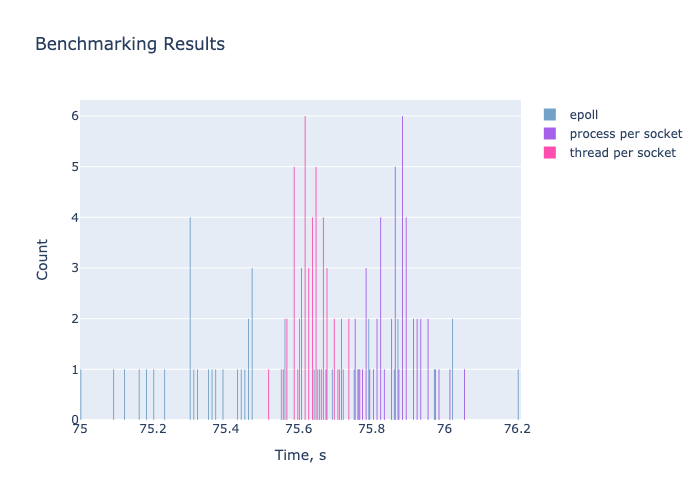 Benchmarking Results
epoll
process per socket
thread per socket
6
5
4
3
2
1
0
Count
75
75.2
75.4
75.6
75.8
76
76.2
Time, s